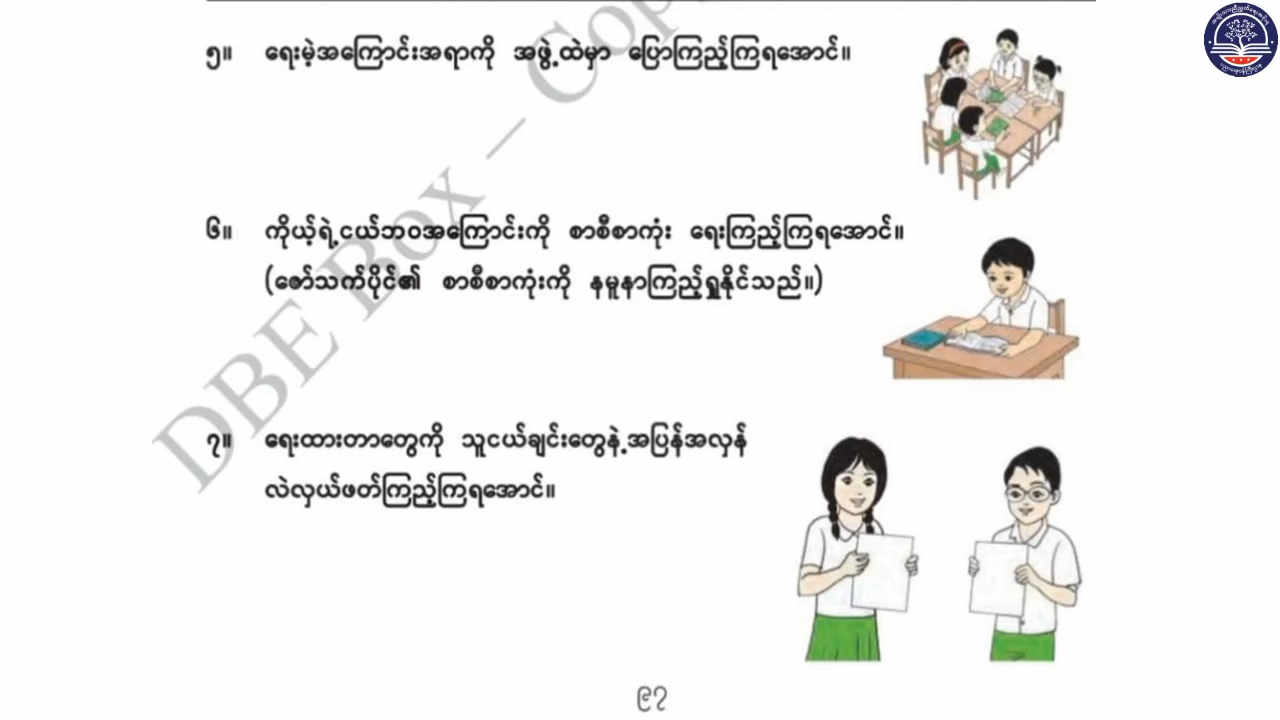 ၅။ ရေးမဲ့အကြောင်းအရာကို အဖွဲ့ထဲမှာ ပြောကြည့်ကြရအောင်။
၆။ ကိုယ့်ရဲ့ငယ်ဘဝအကြောင်းကို စာစီစာကုံး ရေးကြည့်ကြရအောင်။
(ဇော်သက်ပိုင်၏ စာစီစာကုံးကို နမူနာကြည့်ရှုနိုင်သည်။)
၇။ ရေးထားတာတွေကို သူငယ်ချင်းတွေနဲ့အပြန်အလှန်
လဲလှယ်ဖတ်ကြည့်ကြရအောင်။
၉၇
DBE Box – Cop